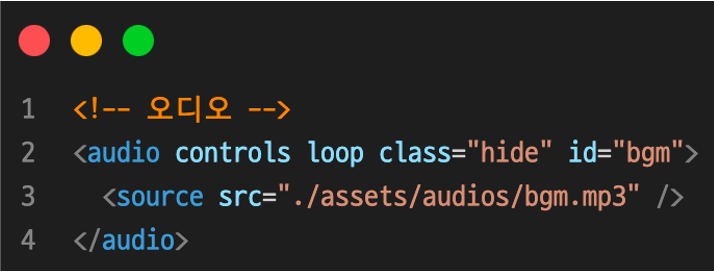 1 <!-- 오디오 -->
2 <audio controls loop class="hide" id="bgm">
3   <source src="./assets/audios/bgm.mp3" />
4 </audio>